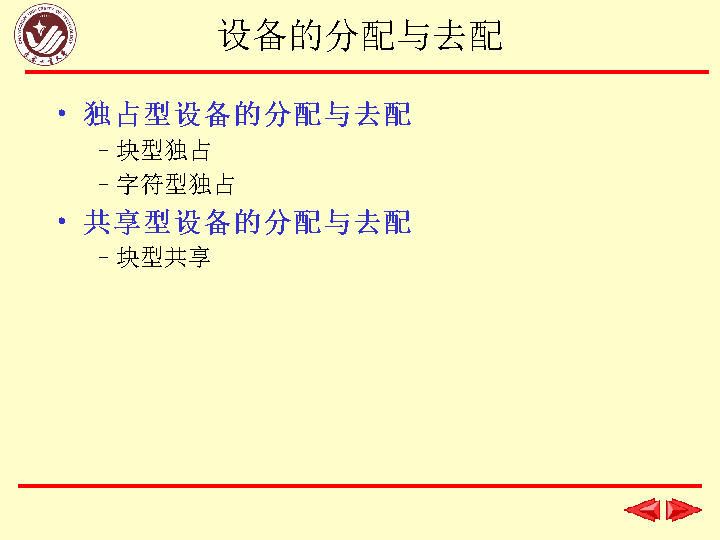 设备的分配与去配
• 独占型设备的分配与去配
–块型独占
–字符型独占
• 共享型设备的分配与去配
–块型共享